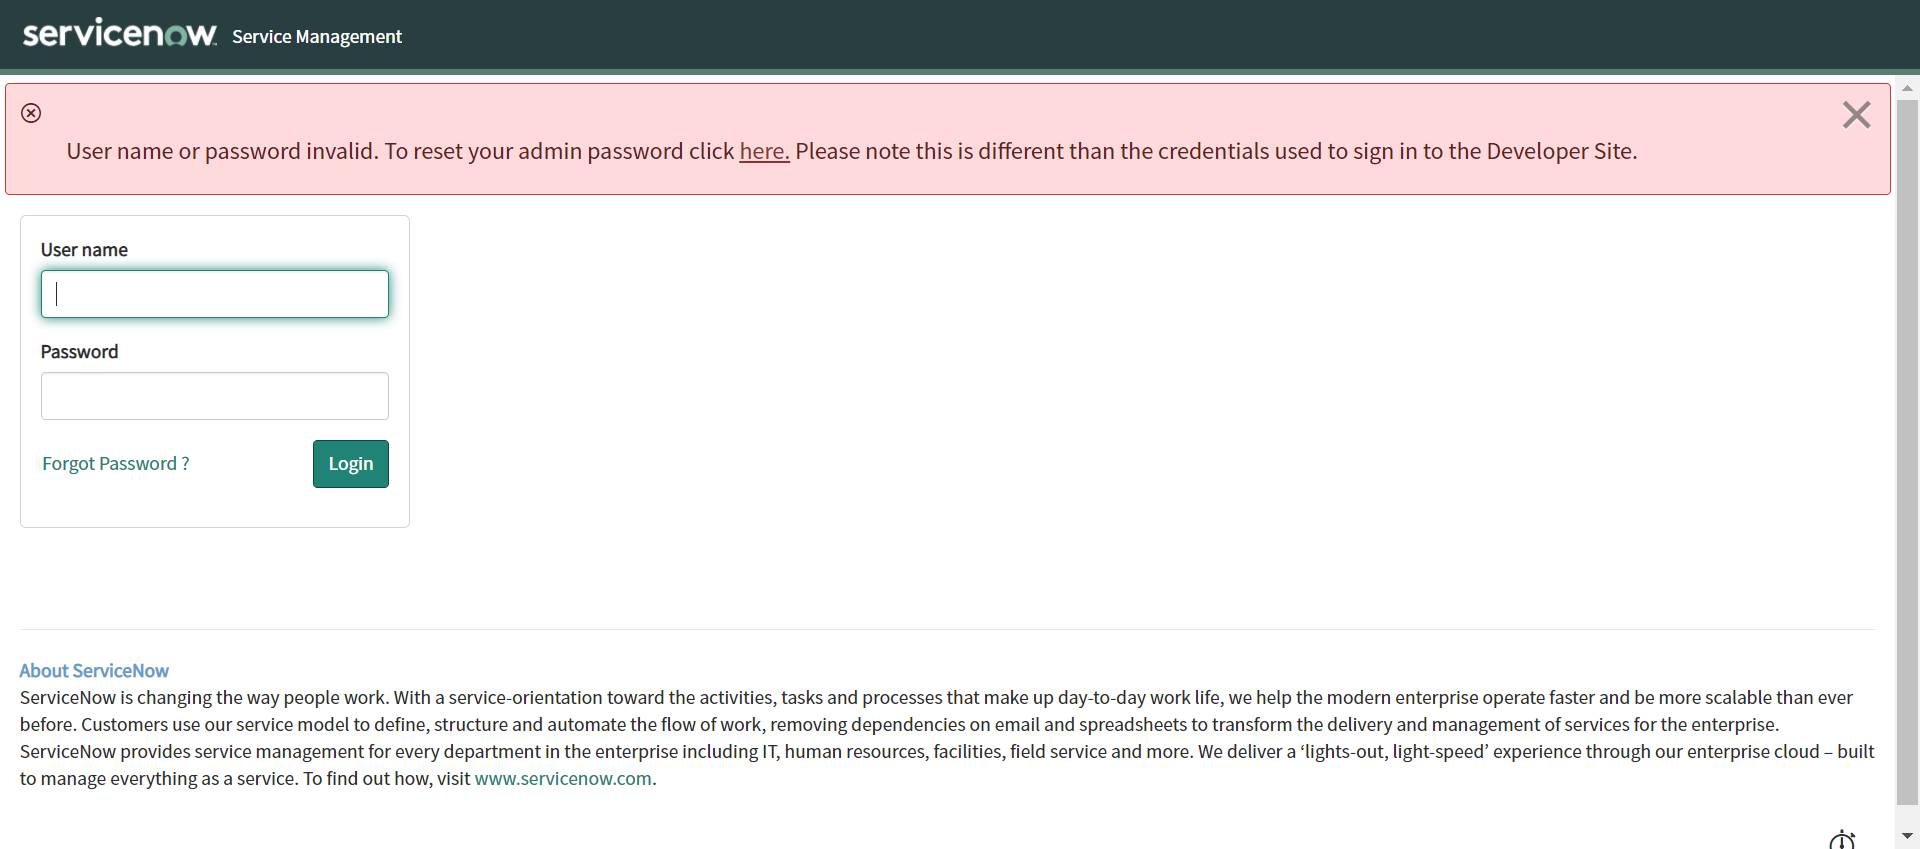 servicenow Service Management
User name or password invalid. To reset your admin password click here. Please note this is different than the credentials used to sign in to the Developer Site.
User name
Password
Forgot Password ?
Login
About ServiceNow
ServiceNow is changing the way people work. With a service-orientation toward the activities, tasks and processes that make up day-to-day work life, we help the modern enterprise operate faster and be more scalable than ever
before. Customers use our service model to define, structure and automate the flow of work, removing dependencies on email and spreadsheets to transform the delivery and management of services for the enterprise.
ServiceNow provides service management for every department in the enterprise including IT, human resources, facilities, field service and more. We deliver a ‘lights-out, light-speed’ experience through our enterprise cloud – built
to manage everything as a service. To find out how, visit www.servicenow.com.